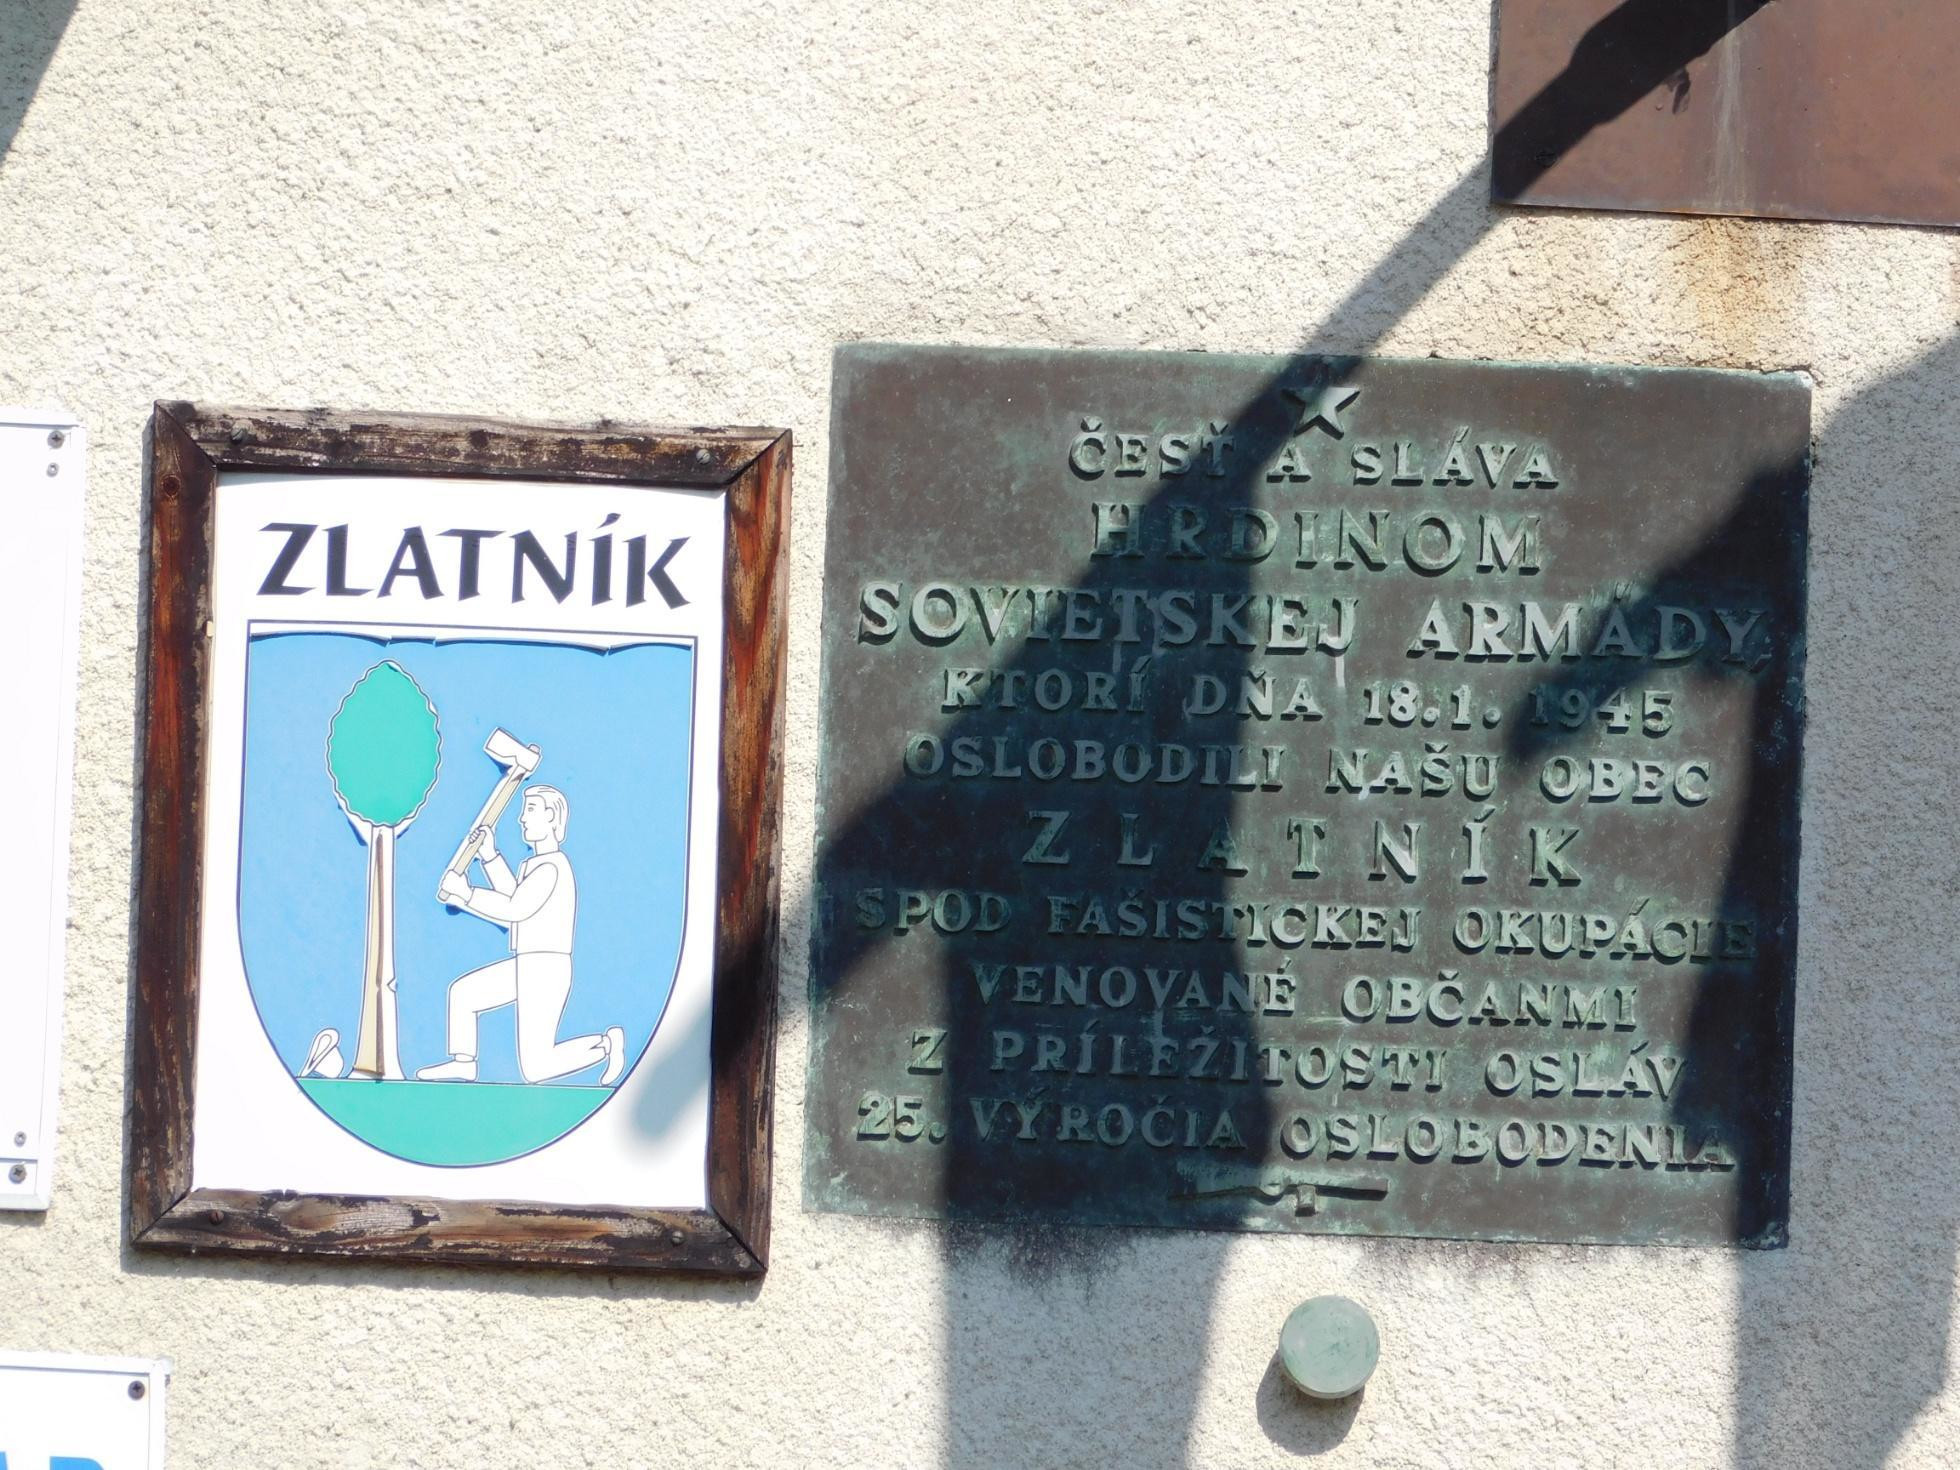 ZLATNÍK
ČESŤ A SLÁVA
HRDINOM
SOVIETSKEJ ARMÁDY,
KTORÍ DŇA 18.1. 1945
OSLOBODILI NAŠU OBEC
ZLATNÍK
SPOD FAŠISTICKEJ OKUPÁCIE
VENOVANÉ OBČANMI
Z PRÍLEŽITOSTI OSLÁV
25. VÝROČIA OSLOBODENIA